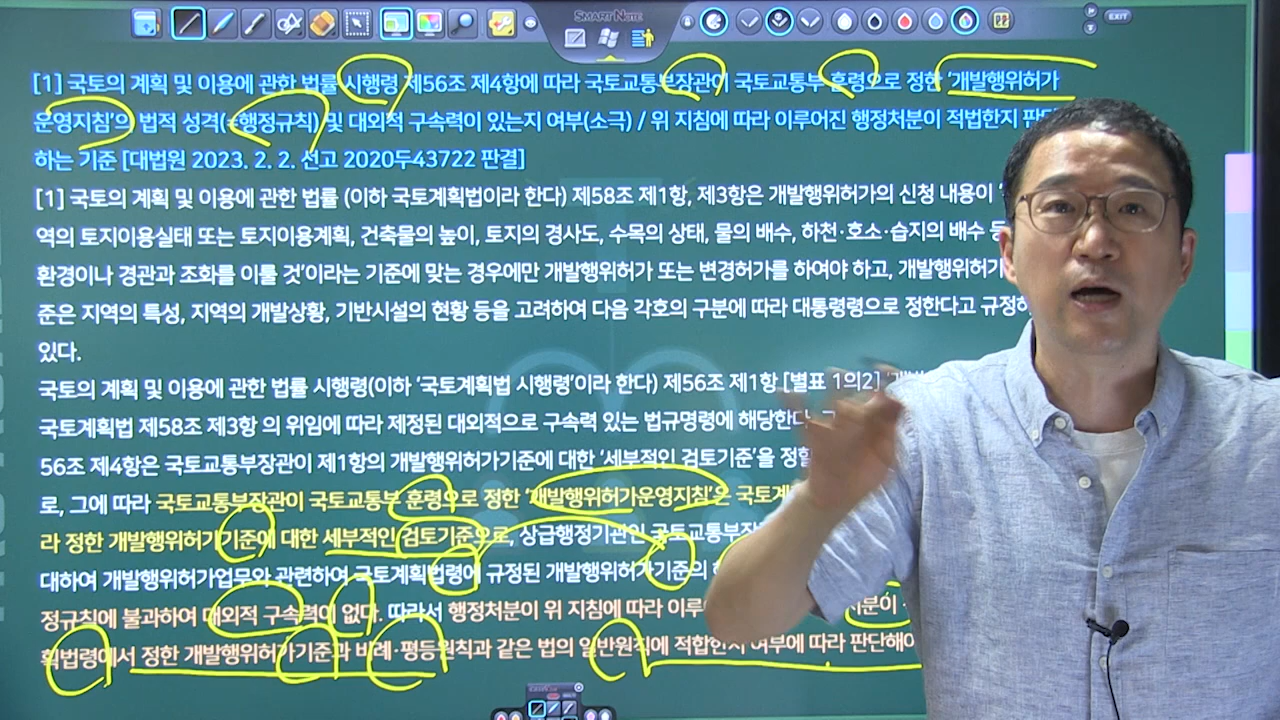 SMART NOTE
EXIT
[1] 국토의 계획 및 이용에 관한 법률 시행령 제56조 제4항에 따라 국토교통부장관이 국토교통부 훈령으로 정한 '개발행위허가
운영지침'의 법적 성격(=행정규칙) 및 대외적 구속력이 있는지 여부(소극) / 위 지침에 따라 이루어진 행정처분이 적법한지 판단
하는 기준 [대법원 2023. 2. 2. 선고 2020두43722 판결]
[1] 국토의 계획 및 이용에 관한 법률 (이하 국토계획법이라 한다) 제58조 제1항, 제3항은 개발행위허가의 신청 내용이
역의 토지이용실태 또는 토지이용계획, 건축물의 높이, 토지의 경사도, 수목의 상태, 물의 배수, 하천·호소·습지의 배수
환경이나 경관과 조화를 이룰 것'이라는 기준에 맞는 경우에만 개발행위허가 또는 변경허가를 하여야 하고, 개발행위허가
준은 지역의 특성, 지역의 개발상황, 기반시설의 현황 등을 고려하여 다음 각호의 구분에 따라 대통령령으로 정한다고 규정하
있다.
국토의 계획 및 이용에 관한 법률 시행령(이하 '국토계획법 시행령'이라 한다) 제56조 제1항 [별표 1의2]
국토계획법 제58조 제3항 의 위임에 따라 제정된 대외적으로 구속력 있는 법규명령에 해당한다.
56조 제4항은 국토교통부장관이 제1항의 개발행위허가기준에 대한 '세부적인 검토기준'을 정할
로, 그에 따라 국토교통부장관이 국토교통부 훈령으로 정한 '개발행위허가운영지침'은 국토계
라 정한 개발행위허가기준에 대한 세부적인 검토기준으로, 상급행정기관인 국토교통부장
대하여 개발행위허가업무와 관련하여 국토계획법령에 규정된 개발행위허가기준의
정규칙에 불과하여 대외적 구속력이 없다. 따라서 행정처분이 위 지침에 따라 이루 처분이
획법령에서 정한 개발행위허가기준과 비례·평등원칙과 같은 법의 일반원칙에 적합한지 여부에 따라 판단해야